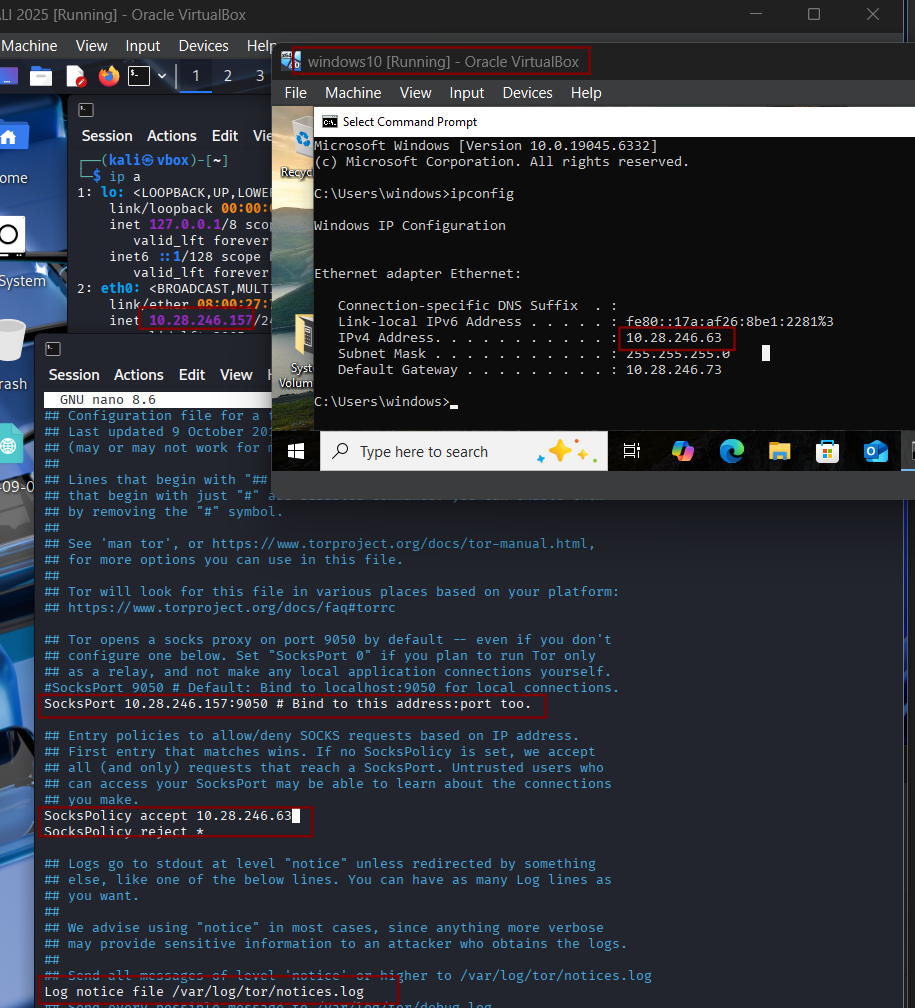 LI 2025 [Running] - Oracle VirtualBox
Machine View Input Devices Help
1 2 3
windows10 [Running] - Oracle VirtualBox
File Machine View Input Devices Help
Session Actions Edit
┌──(kali㉿vbox)-[~]
└─$ ip a
1: lo: <LOOPBACK,UP,LOWE
link/loopback 00:00:
inet 127.0.0.1/8 scop
valid_lft forever
inet6 ::1/128 scope
valid_lft forever
2: eth0: <BROADCAST,MULTI
link/ether 08:00:27:
inet 10.28.246.157/24
Select Command Prompt
Microsoft Windows [Version 10.0.19045.6332]
(c) Microsoft Corporation. All rights reserved.
C:\Users\windows>ipconfig
Windows IP Configuration
Ethernet adapter Ethernet:
Connection-specific DNS Suffix . :
Link-local IPv6 Address . . . . . : fe80::17a:af26:8be1:2281%3
IPv4 Address. . . . . . . . . . . : 10.28.246.63
Subnet Mask . . . . . . . . . . . : 255.255.255.0
Default Gateway . . . . . . . . . : 10.28.246.73
C:\Users\windows>
Recyc
Syst
Volum
Type here to search
ome
System
rash
-09-0
Session Actions Edit View
GNU nano 8.6
## Configuration file for a
## Last updated 9 October 201
## (may or may not work for
##
## Lines that begin with "##
## that begin with just "#"
## by removing the "#" symbol.
##
## See 'man tor', or https://www.torproject.org/docs/tor-manual.html,
## for more options you can use in this file.
##
## Tor will look for this file in various places based on your platform:
## https://www.torproject.org/docs/faq#torrc
## Tor opens a socks proxy on port 9050 by default -- even if you don't
## configure one below. Set "SocksPort 0" if you plan to run Tor only
## as a relay, and not make any local application connections yourself.
#SocksPort 9050 # Default: Bind to localhost:9050 for local connections.
SocksPort 10.28.246.157:9050 # Bind to this address:port too.
## Entry policies to allow/deny SOCKS requests based on IP address.
## First entry that matches wins. If no SocksPolicy is set, we accept
## all (and only) requests that reach a SocksPort. Untrusted users who
## can access your SocksPort may be able to learn about the connections
## you make.
SocksPolicy accept 10.28.246.63
SocksPolicy reject *
## Logs go to stdout at level "notice" unless redirected by something
## else, like one of the below lines. You can have as many Log lines as
## you want.
##
## We advise using "notice" in most cases, since anything more verbose
## may provide sensitive information to an attacker who obtains the logs.
##
## Send all messages of level 'notice' or higher to /var/log/tor/notices.log
Log notice file /var/log/tor/notices.log
## Send every possible message to /var/log/tor/debug.log